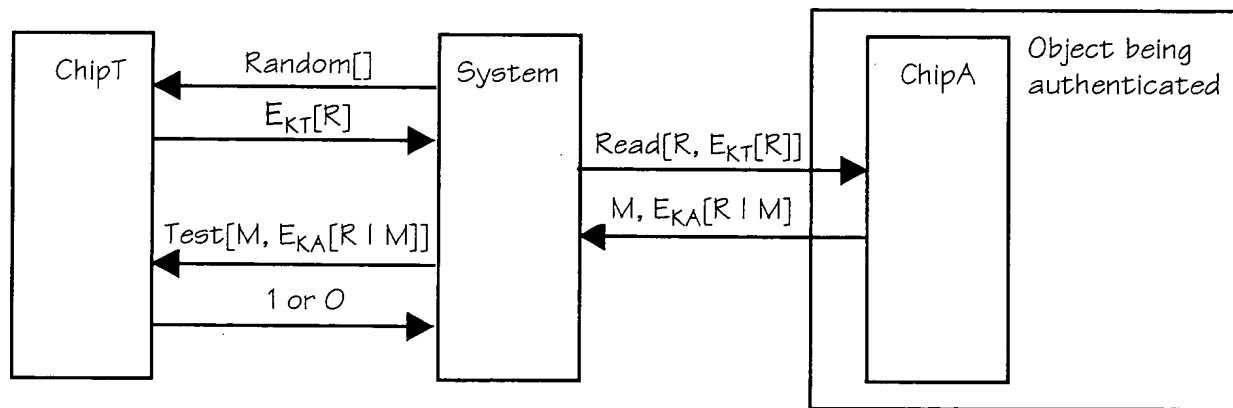 ChipT
Random[]
E_KT[R]
Test[M, E_KA[R | M]]
1 or 0
System
Read[R, E_KT[R]]
M, E_KA[R | M]
ChipA
Object being
authenticated